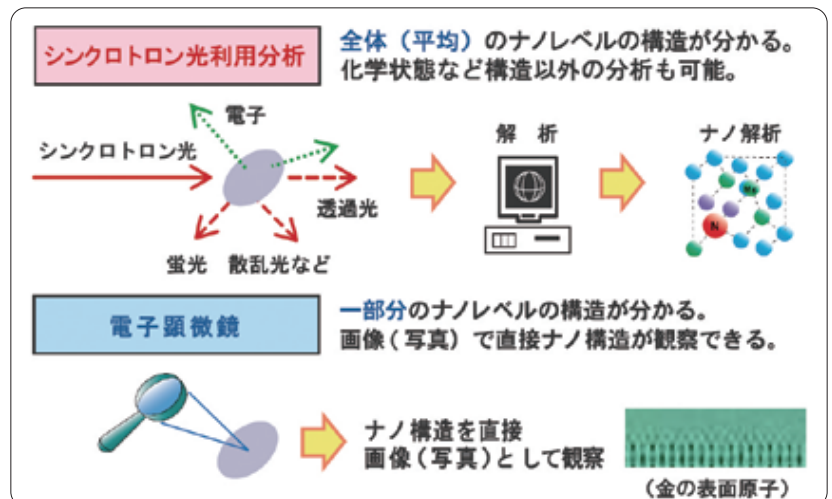 シンクロトロン光利用分析
全体（平均）のナノレベルの構造が分かる。
化学状態など構造以外の分析も可能。
電子
シンクロトロン光
透過光
蛍光 散乱光など
解 析
ナノ解析
N
電子顕微鏡
一部分のナノレベルの構造が分かる。
画像(写真)で直接ナノ構造が観察できる。
ナノ構造を直接
画像(写真)として観察
（金の表面原子）